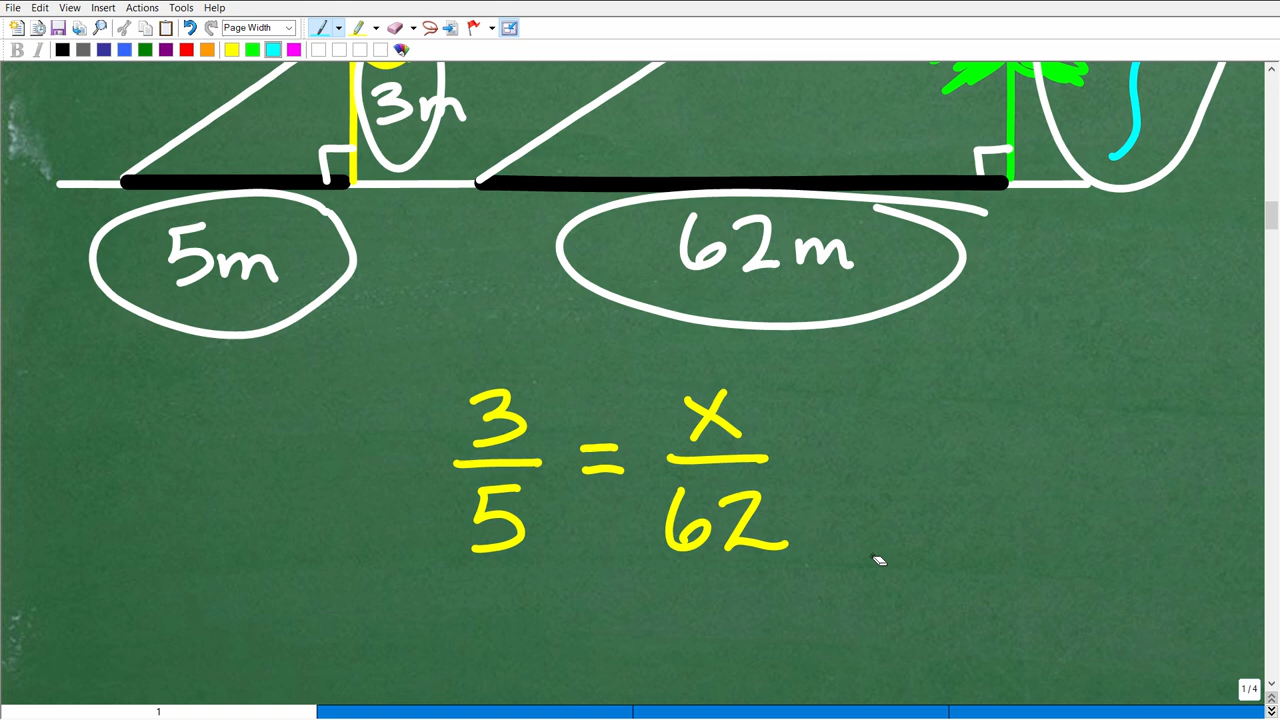 File Edit View Insert Actions Tools Help
Page Width
B I
3m
5m
62m
3/5 = x/62
1 / 4
1